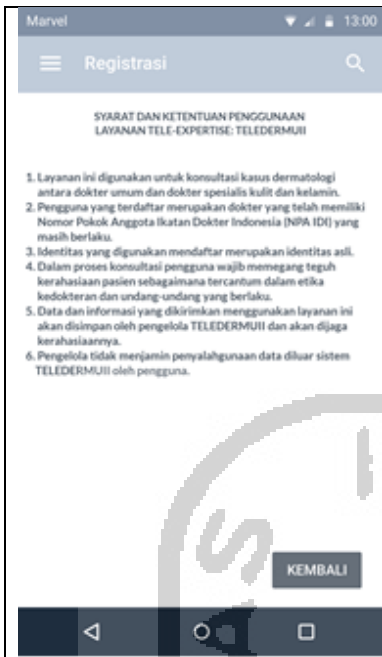 Marvel 13:00
Registrasi
SYARAT DAN KETENTUAN PENGGUNAAN
LAYANAN TELE-EXPERTISE: TELEDERMUII
1. Layanan ini digunakan untuk konsultasi kasus dermatologi
antara dokter umum dan dokter spesialis kulit dan kelamin.
2. Pengguna yang terdaftar merupakan dokter yang telah memiliki
Nomor Pokok Anggota Ikatan Dokter Indonesia (NPA IDI) yang
masih berlaku.
3. Identitas yang digunakan mendaftar merupakan identitas asli.
4. Dalam proses konsultasi pengguna wajib memegang teguh
kerahasiaan pasien sebagaimana tercantum dalam etika
kedokteran dan undang-undang yang berlaku.
5. Data dan informasi yang dikirimkan menggunakan layanan ini
akan disimpan oleh pengelola TELEDERMUII dan akan dijaga
kerahasiaannya.
6. Pengelola tidak menjamin penyalahgunaan data diluar sistem
TELEDERMUII oleh pengguna.
KEMBALI